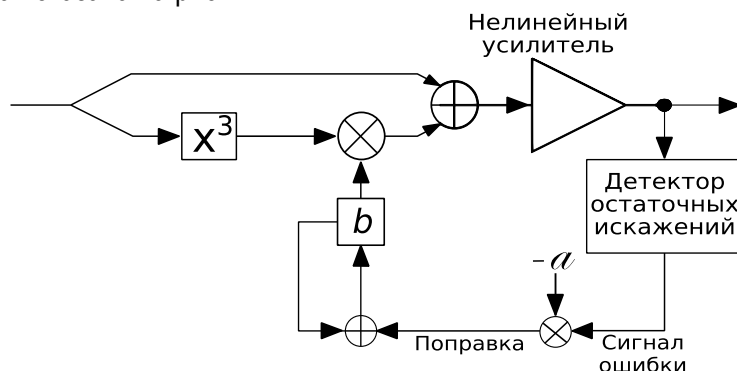 Нелинейный
усилитель
x³
b
Детектор
остаточных
искажений
-a
Поправка
Сигнал
ошибки